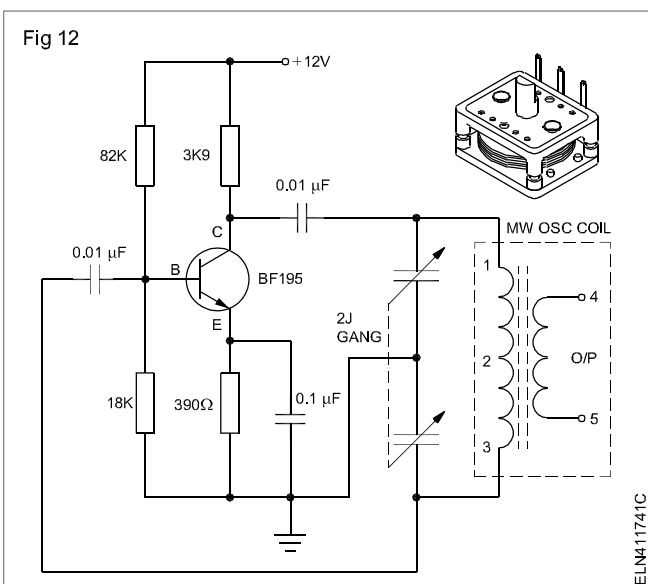 Fig 12
+12V
82K
3K9
0.01 µF
C
MW OSC COIL
0.01 µF
B
BF195
1
4
E
2J
GANG
2
O/P
18K
390Ω
0.1 µF
5
3
ELN411741C